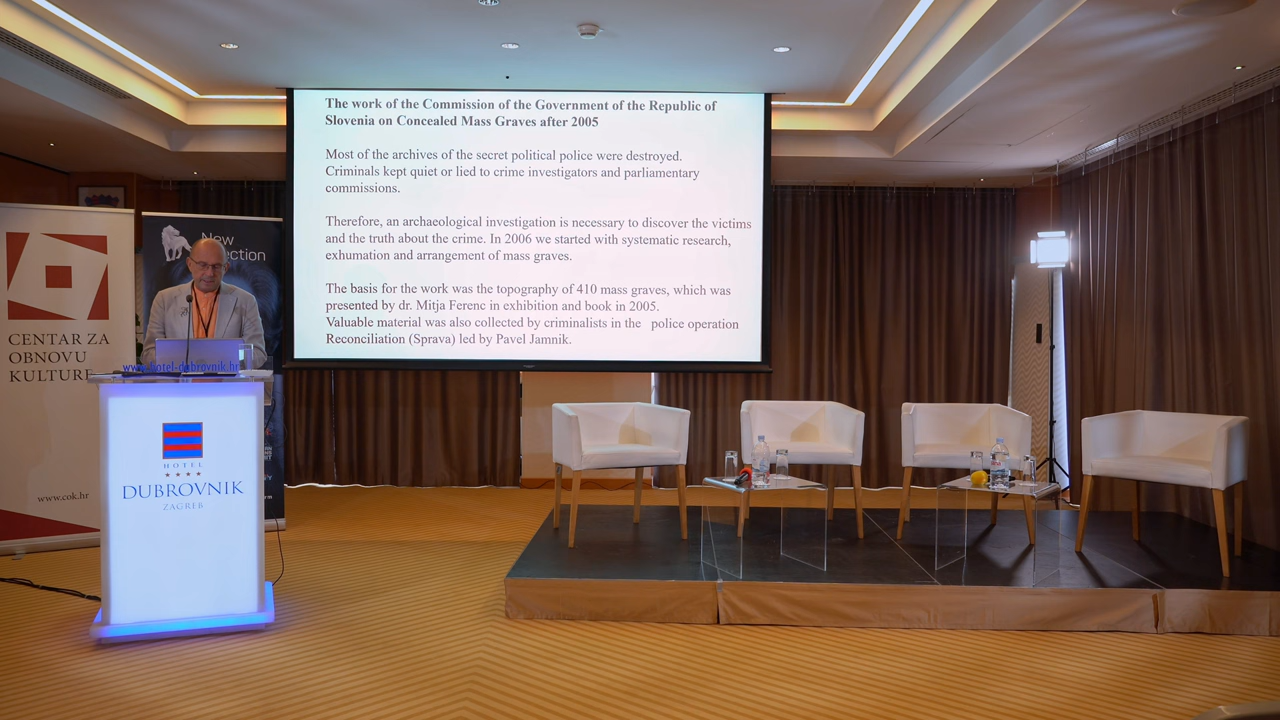 The work of the Commission of the Government of the Republic of
Slovenia on Concealed Mass Graves after 2005
Most of the archives of the secret political police were destroyed.
Criminals kept quiet or lied to crime investigators and parliamentary
commissions.
Therefore, an archaeological investigation is necessary to discover the victims
and the truth about the crime. In 2006 we started with systematic research,
exhumation and arrangement of mass graves.
The basis for the work was the topography of 410 mass graves, which was
presented by dr. Mitja Ferenc in exhibition and book in 2005.
Valuable material was also collected by criminalists in the police operation
Reconciliation (Sprava) led by Pavel Jamnik.
CENTAR ZA
OBNOVU
KULTURE
www.cok.hr
New
www.hotel-dubrovnik.hr
HOTEL
DUBROVNIK
ZAGREB